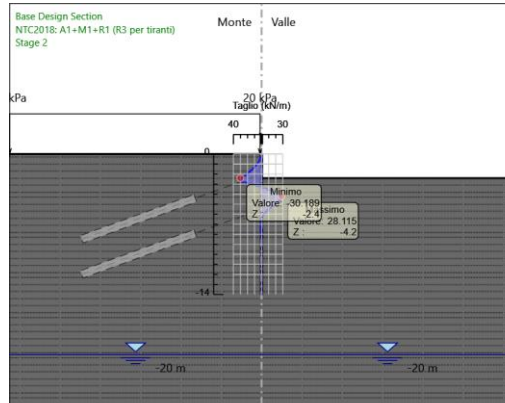 Base Design Section
NTC2018: A1+M1+R1 (R3 per tiranti)
Stage 2
Monte
Valle
kPa
20 kPa
Taglio (kN/m)
40
30
0
Minimo
Valore: -30.189
Z : -2.4
ssimo
Valore: 28.115
Z : -4.2
-14
-20 m
-20 m